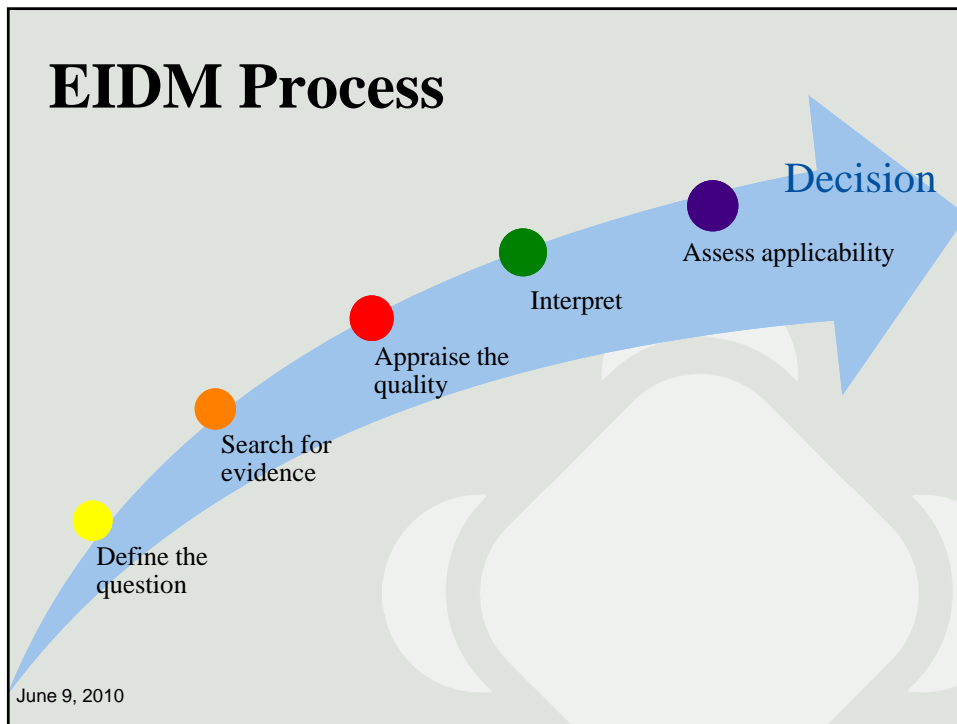 EIDM Process
Decision
Assess applicability
Interpret
Appraise the
quality
Search for
evidence
Define the
question
June 9, 2010